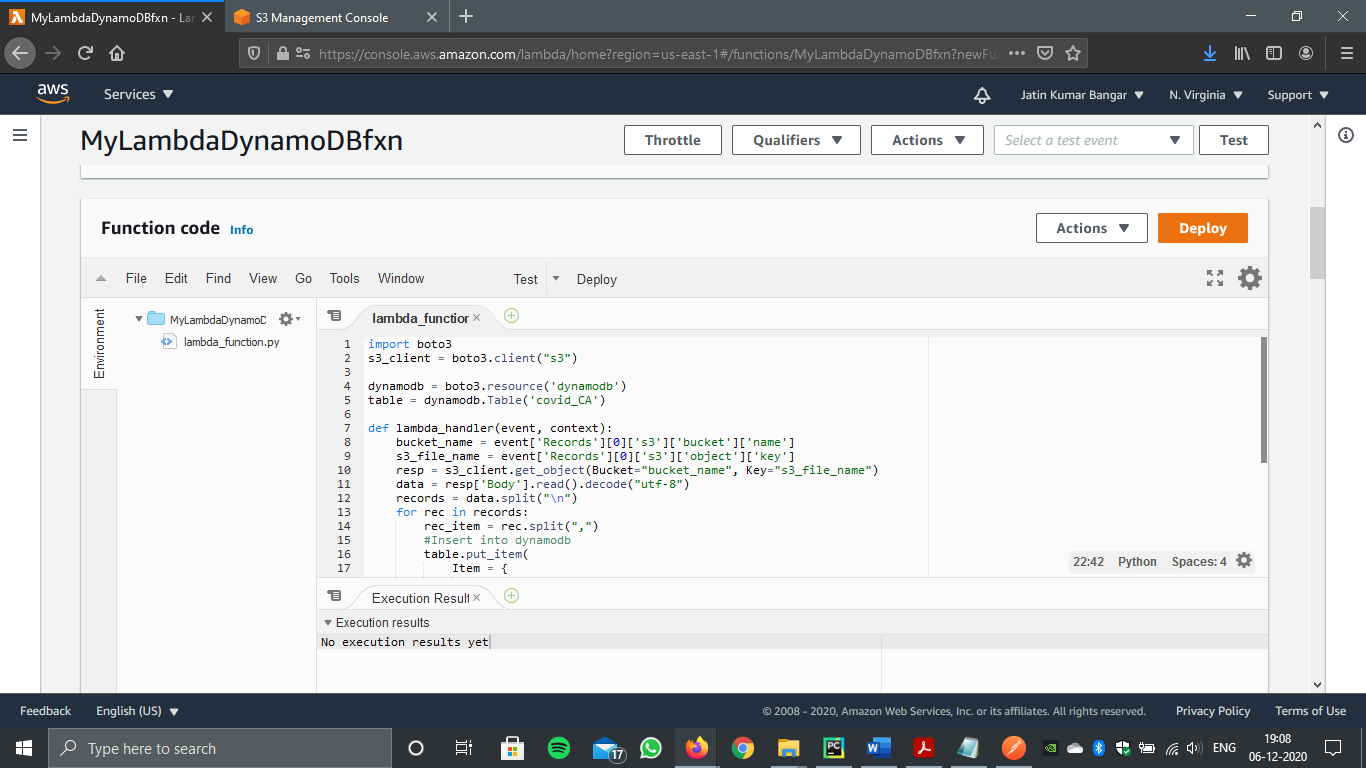 MyLambdaDynamoDBfxn - La
S3 Management Console
https://console.aws.amazon.com/lambda/home?region=us-east-1#/functions/MyLambdaDynamoDBfxn?newFu
aws
Services
Jatin Kumar Bangar
N. Virginia
Support
MyLambdaDynamoDBfxn
Throttle
Qualifiers
Actions
Select a test event
Test
Function code Info
Actions
Deploy
File Edit Find View Go Tools Window Test Deploy
Environment
MyLambdaDynamoD
lambda_function.py
lambda_function
1 import boto3
2 s3_client = boto3.client("s3")
3
4 dynamodb = boto3.resource('dynamodb')
5 table = dynamodb.Table('covid_CA')
6
7 def lambda_handler(event, context):
8 bucket_name = event['Records'][0]['s3']['bucket']['name']
9 s3_file_name = event['Records'][0]['s3']['object']['key']
10 resp = s3_client.get_object(Bucket="bucket_name", Key="s3_file_name")
11 data = resp['Body'].read().decode("utf-8")
12 records = data.split("\n")
13 for rec in records:
14 rec_item = rec.split(",")
15 #Insert into dynamodb
16 table.put_item(
17 Item = {
22:42 Python Spaces: 4
Execution Result
Execution results
No execution results yet
Feedback English (US)
© 2008 - 2020, Amazon Web Services, Inc. or its affiliates. All rights reserved. Privacy Policy Terms of Use
Type here to search
17
PC
W
ENG
19:08
06-12-2020